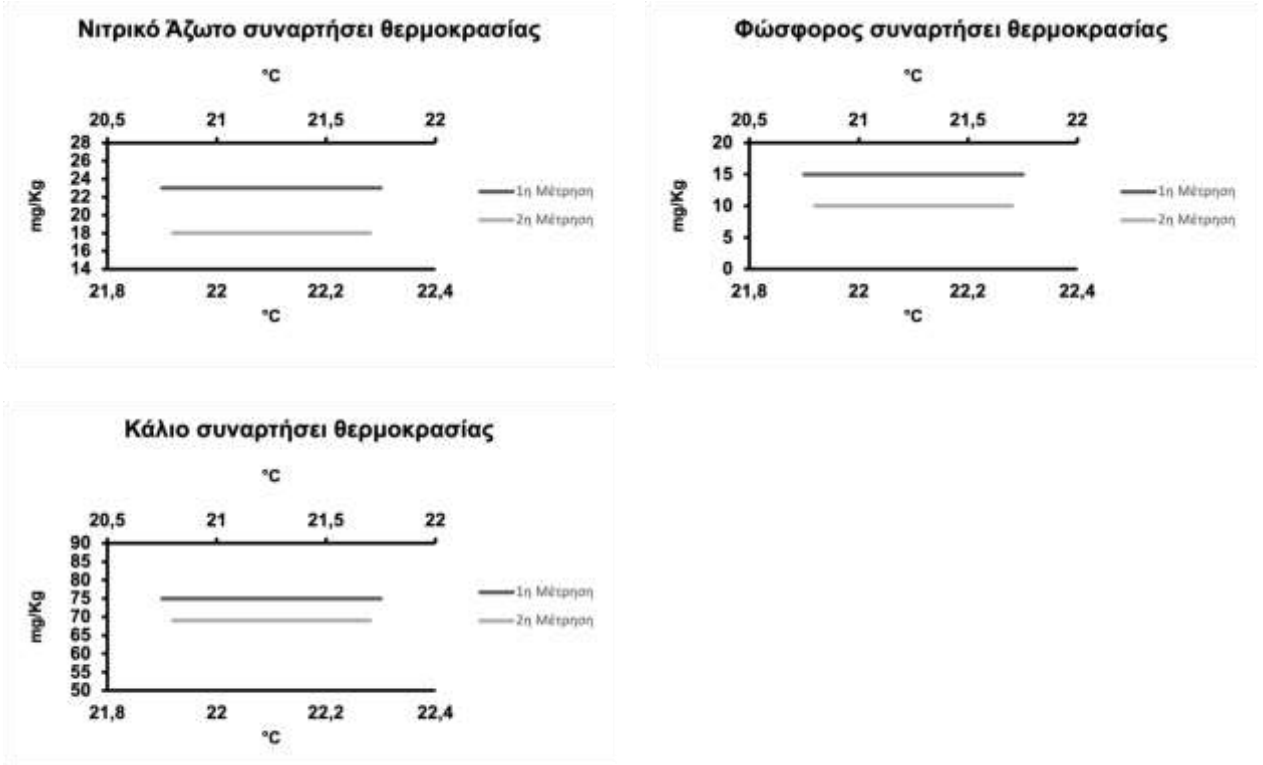 Νιτρικό Άζωτο συναρτήσει θερμοκρασίας
°C
20,5 21 21,5 22
28
26
24
22
20
18
16
14
mg/Kg
21,8 22 22,2 22,4
°C
1η Μέτρηση
2η Μέτρηση
Φώσφορος συναρτήσει θερμοκρασίας
°C
20,5 21 21,5 22
20
15
10
5
0
mg/Kg
21,8 22 22,2 22,4
°C
1η Μέτρηση
2η Μέτρηση
Κάλιο συναρτήσει θερμοκρασίας
°C
20,5 21 21,5 22
90
85
80
75
70
65
60
55
50
mg/Kg
21,8 22 22,2 22,4
°C
1η Μέτρηση
2η Μέτρηση